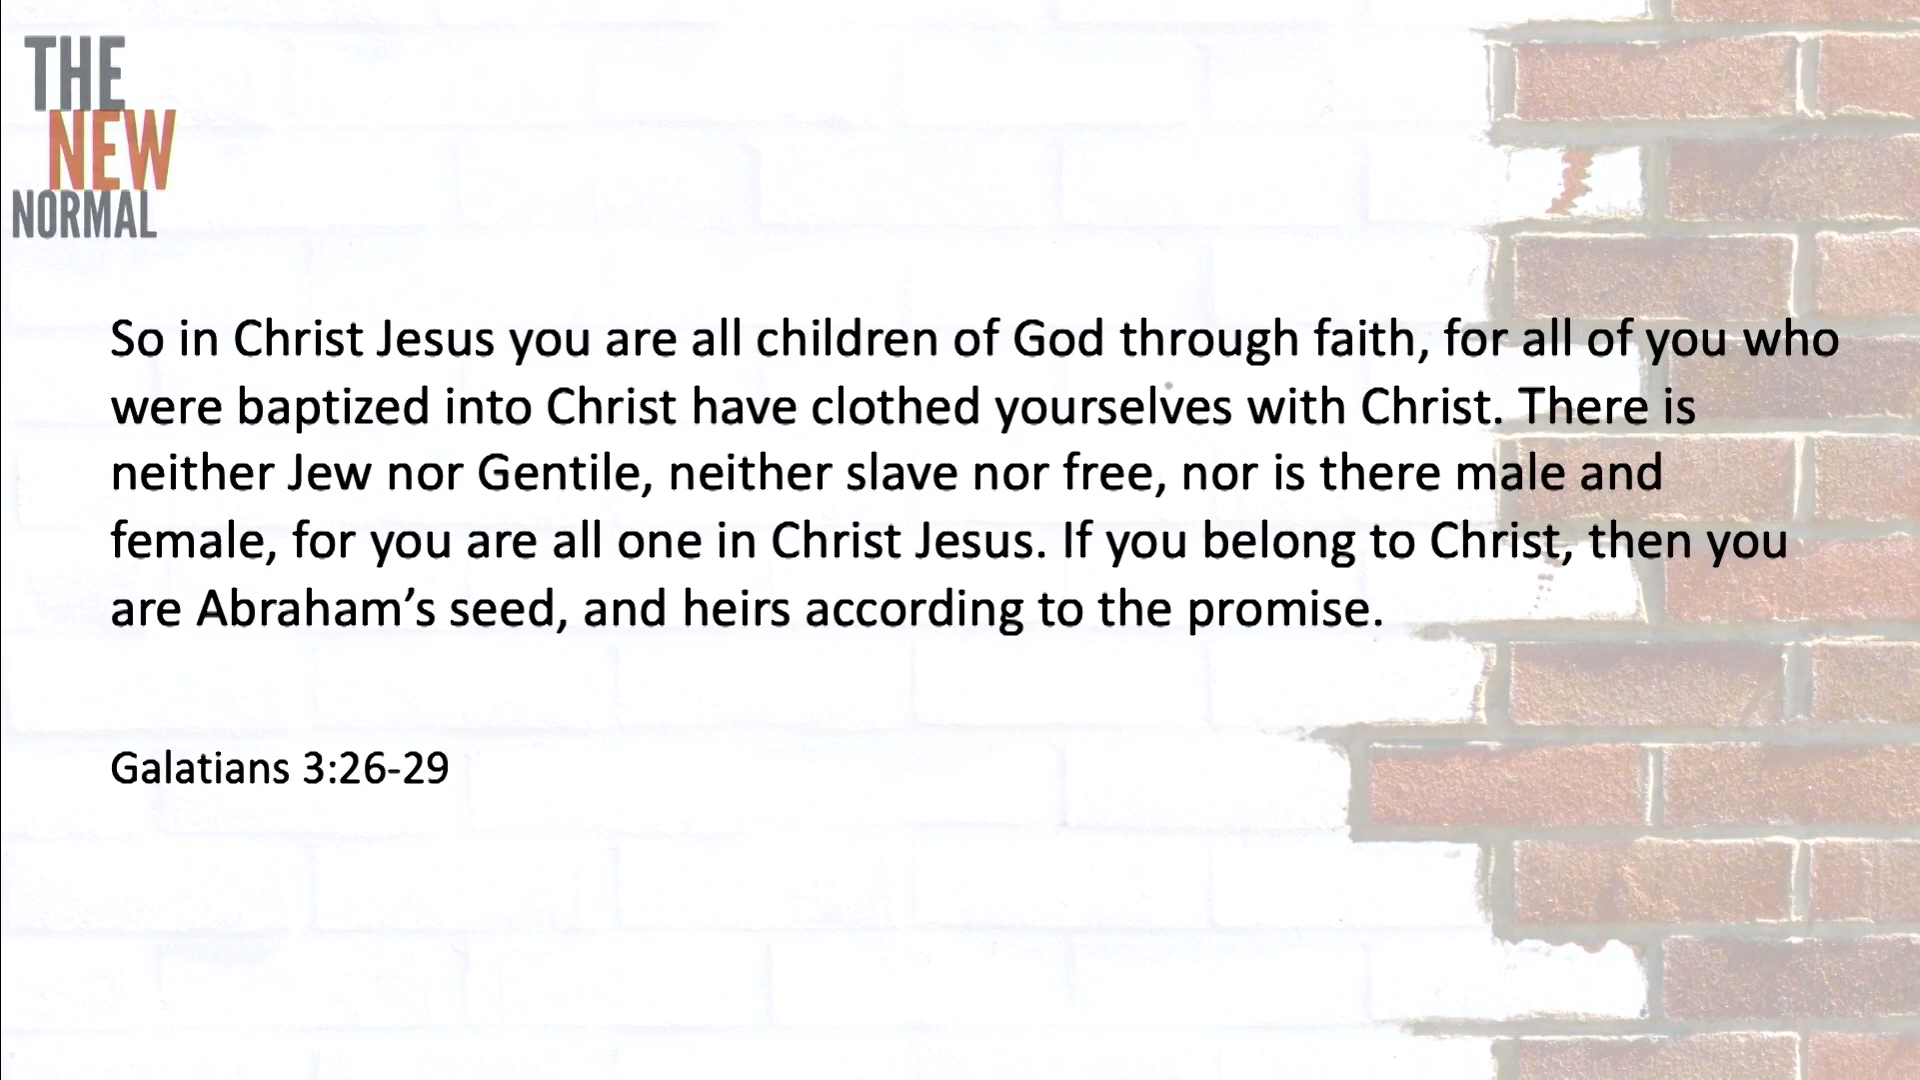 THE
NEW
NORMAL
So in Christ Jesus you are all children of God through faith, for all of you who
were baptized into Christ have clothed yourselves with Christ. There is
neither Jew nor Gentile, neither slave nor free, nor is there male and
female, for you are all one in Christ Jesus. If you belong to Christ, then you
are Abraham’s seed, and heirs according to the promise.
Galatians 3:26-29